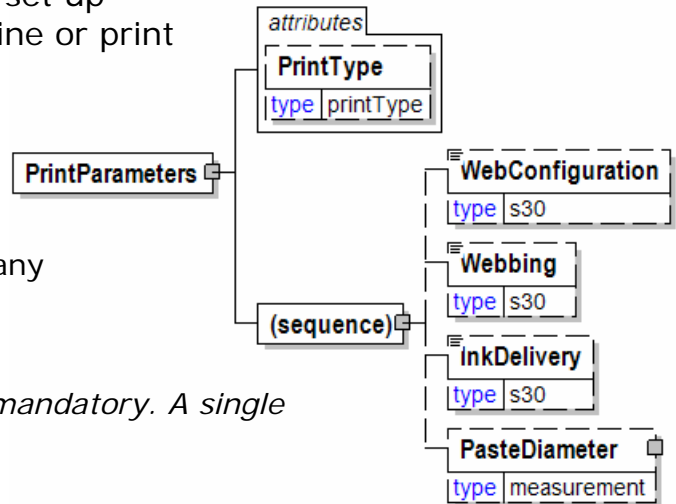 set up
ine or print
any
mandatory. A single
attributes
PrintType
type printType
PrintParameters
(sequence)
WebConfiguration
type s30
Webbing
type s30
InkDelivery
type s30
PasteDiameter
type measurement